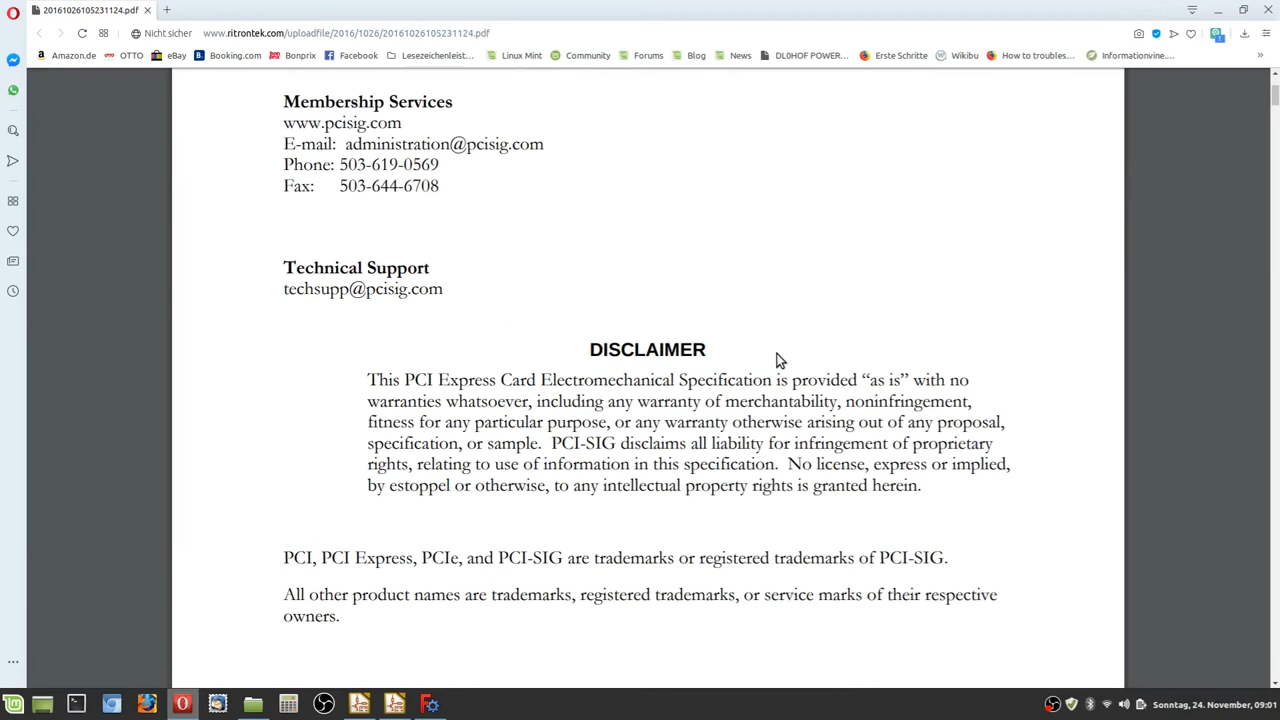 20161026105231124.pdf
Nicht sicher
www.ritrontek.com/uploadfile/2016/1026/20161026105231124.pdf
Amazon.de OTTO eBay Booking.com Bonprix Facebook Lesezeichenleist... Linux Mint Community Forums Blog News DL0HOF POWER... Erste Schritte Wikibu How to troubles... Informationvine....
Membership Services
www.pcisig.com
E-mail: administration@pcisig.com
Phone: 503-619-0569
Fax: 503-644-6708
Technical Support
techsupp@pcisig.com
DISCLAIMER
This PCI Express Card Electromechanical Specification is provided “as is” with no
warranties whatsoever, including any warranty of merchantability, noninfringement,
fitness for any particular purpose, or any warranty otherwise arising out of any proposal,
specification, or sample. PCI-SIG disclaims all liability for infringement of proprietary
rights, relating to use of information in this specification. No license, express or implied,
by estoppel or otherwise, to any intellectual property rights is granted herein.
PCI, PCI Express, PCIe, and PCI-SIG are trademarks or registered trademarks of PCI-SIG.
All other product names are trademarks, registered trademarks, or service marks of their respective
owners.
Sonntag, 24. November, 09:01